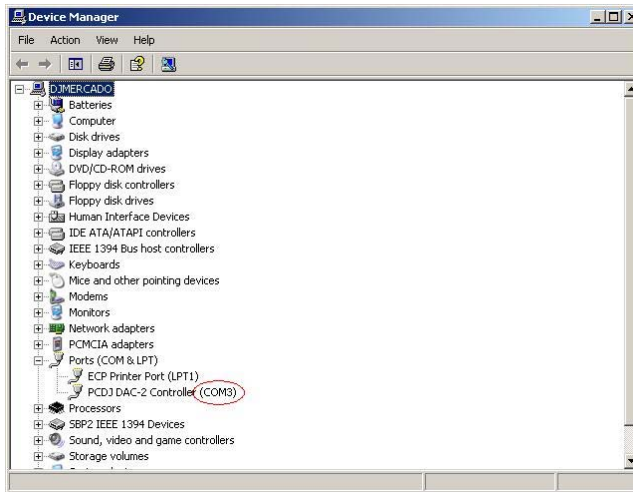 Device Manager
File Action View Help
DJMERCADO
Batteries
Computer
Disk drives
Display adapters
DVD/CD-ROM drives
Floppy disk controllers
Floppy disk drives
Human Interface Devices
IDE ATA/ATAPI controllers
IEEE 1394 Bus host controllers
Keyboards
Mice and other pointing devices
Modems
Monitors
Network adapters
PCMCIA adapters
Ports (COM & LPT)
ECP Printer Port (LPT1)
PCDJ DAC-2 Controller (COM3)
Processors
SBP2 IEEE 1394 Devices
Sound, video and game controllers
Storage volumes